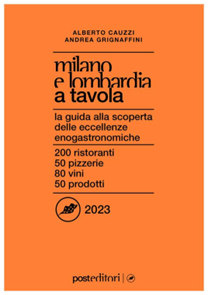 ALBERTO CAUZZI
ANDREA GRIGNAFFINI
milano
e lombardia
a tavola
la guida alla scoperta
delle eccellenze
enogastronomiche
200 ristoranti
50 pizzerie
80 vini
50 prodotti
2023
posteditori